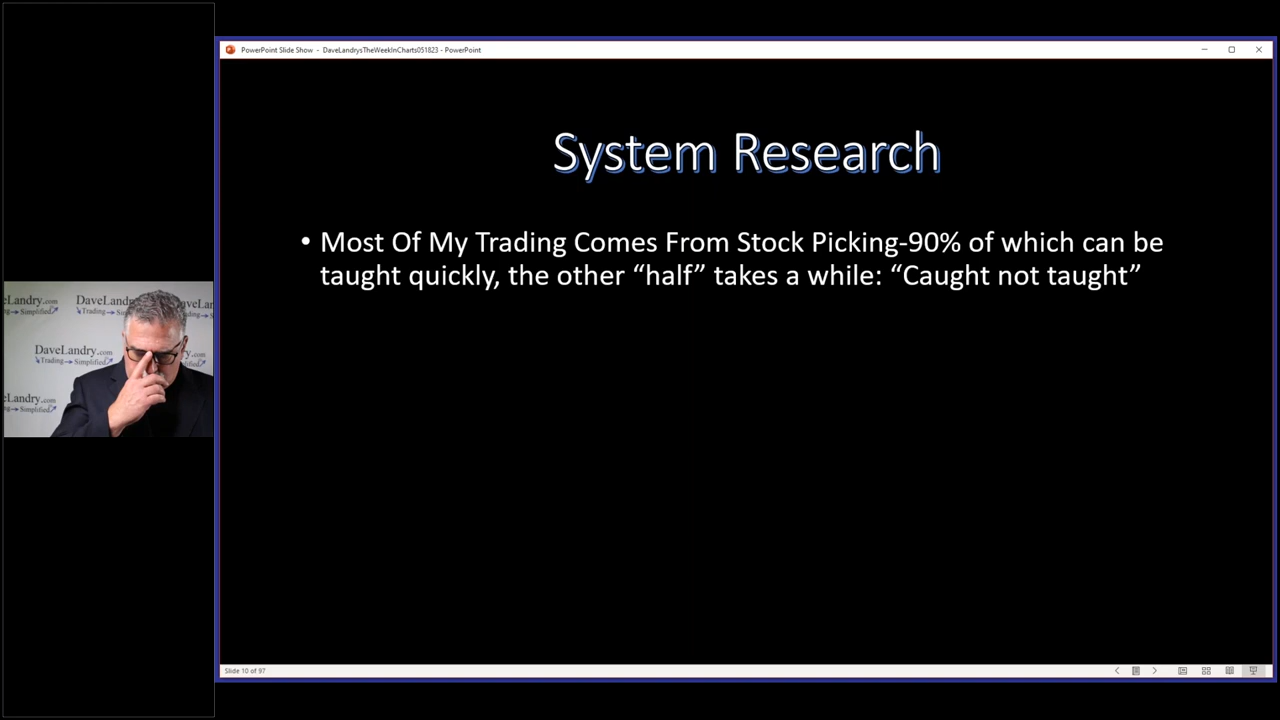 PowerPoint Slide Show - DaveLandrysTheWeekInCharts051823 - PowerPoint
System Research
• Most Of My Trading Comes From Stock Picking-90% of which can be
taught quickly, the other “half” takes a while: “Caught not taught”
DaveLandry.com
Trading Simplified
Slide 10 of 97